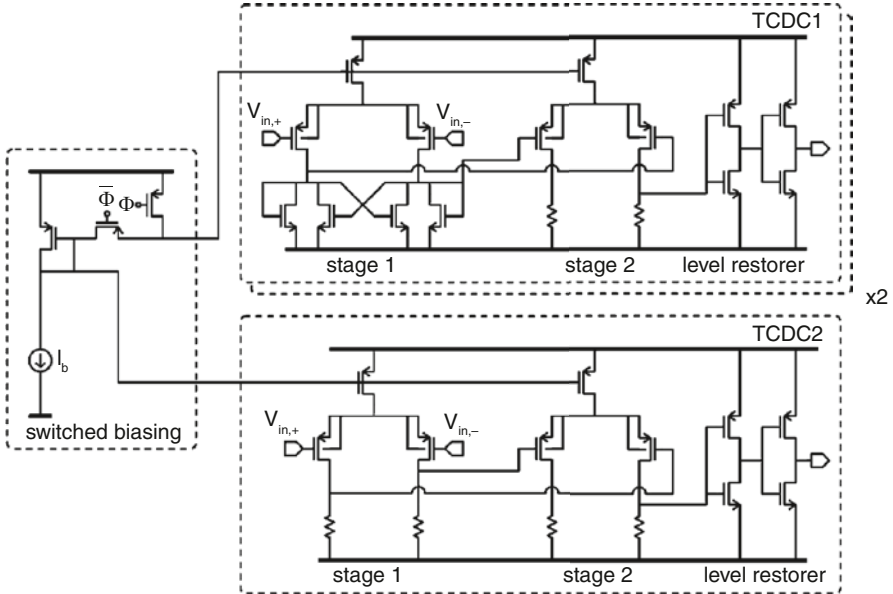 TCDC1
V_in,+
V_in,–
Φ̅
Φ
stage 1
stage 2
level restorer
x2
I_b
switched biasing
TCDC2
V_in,+
V_in,–
stage 1
stage 2
level restorer